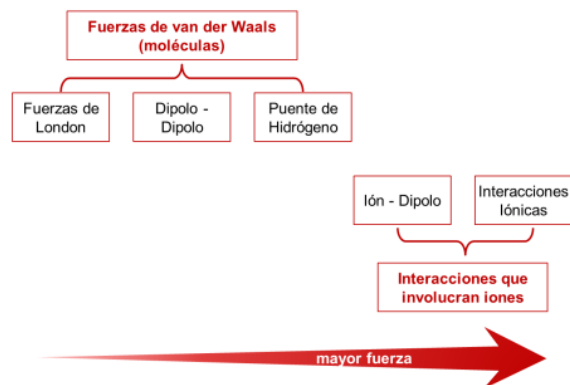 Fuerzas de van der Waals
(moléculas)
Fuerzas de
London
Dipolo -
Dipolo
Puente de
Hidrógeno
Ión - Dipolo
Interacciones
Iónicas
Interacciones que
involucran iones
mayor fuerza